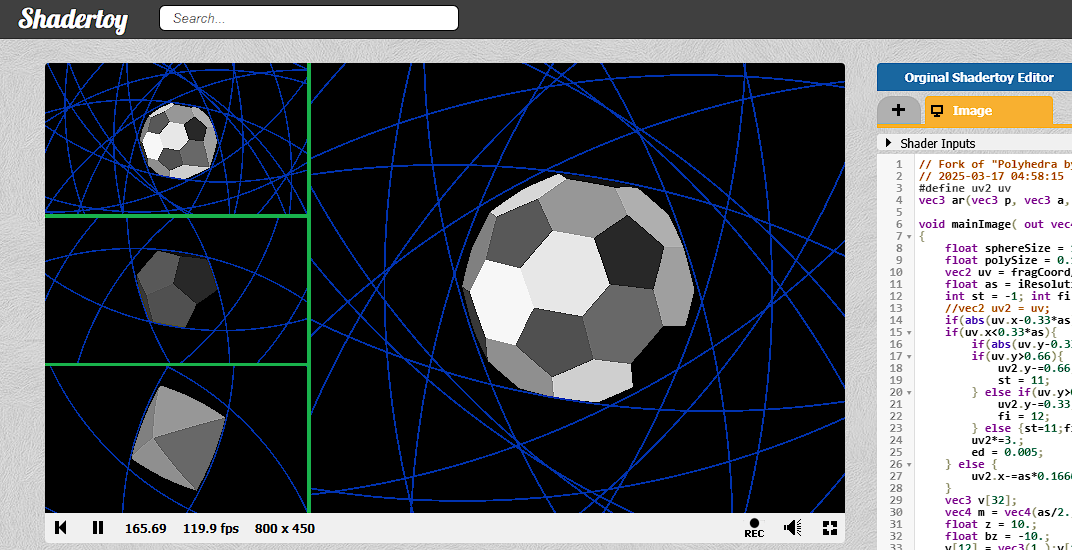 Shadertoy
Search...
165.69 119.9 fps 800 x 450
REC
Orginal Shadertoy Editor
+ Image
Shader Inputs
1 // Fork of "Polyhedra by
2 // 2025-03-17 04:58:15
3 #define uv2 uv
4 vec3 ar(vec3 p, vec3 a,
5
6 void mainImage( out vec4
7 {
8 float sphereSize =
9 float polySize = 0.
10 vec2 uv = fragCoord
11 float as = iResoluti
12 int st = -1; int fi
13 //vec2 uv2 = uv;
14 if(abs(uv.x-0.33*as
15 if(uv.x<0.33*as){
16 if(abs(uv.y-0.3
17 if(uv.y>0.66){
18 uv2.y-=0.66
19 st = 11;
20 } else if(uv.y>
21 uv2.y-=0.33
22 fi = 12;
23 } else {st=11;f
24 uv2*=3.;
25 ed = 0.005;
26 } else {
27 uv2.x-=as*0.166
28 }
29 vec3 v[32];
30 vec4 m = vec4(as/2.
31 float z = 10.;
32 float bz = -10.;
33 v[12] = vec3(1.